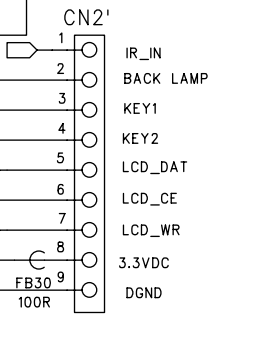 CN2'
1 IR_IN
2 BACK LAMP
3 KEY1
4 KEY2
5 LCD_DAT
6 LCD_CE
7 LCD_WR
8 3.3VDC
FB30 9 DGND
100R